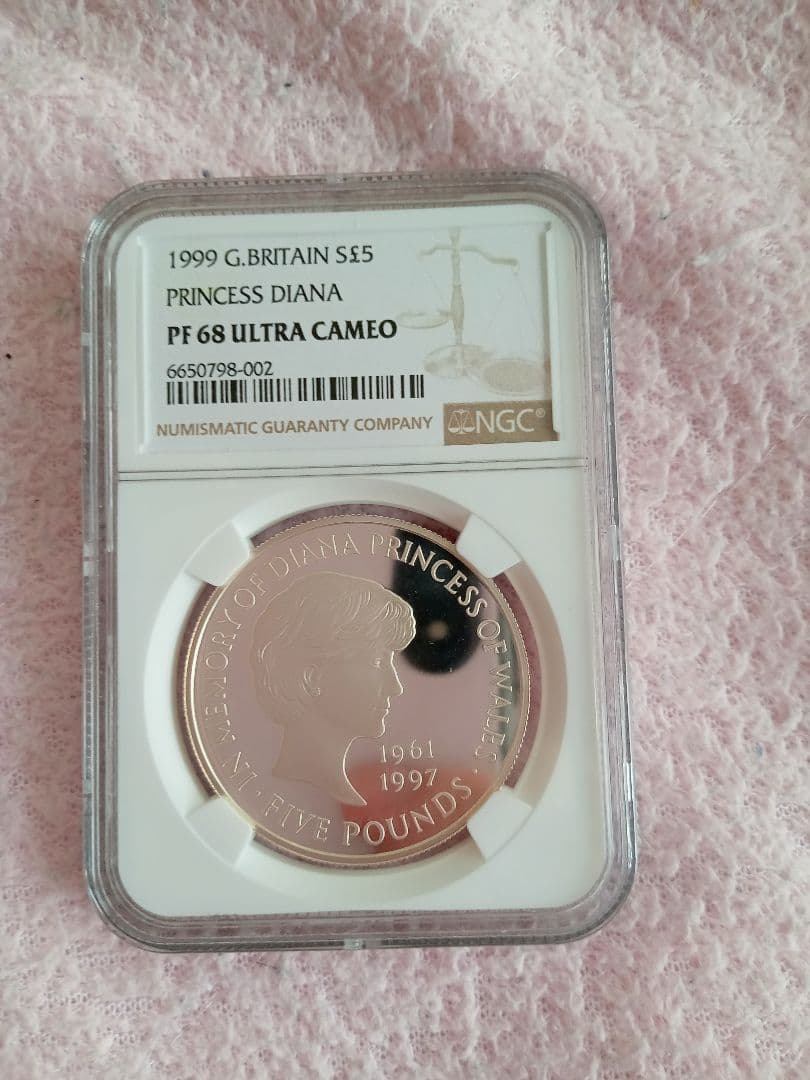 1999 G.BRITAIN S£5
PRINCESS DIANA
PF 68 ULTRA CAMEO
6650798-002
NUMISMATIC GUARANTY COMPANY
NGC®
IN MEMORY OF DIANA PRINCESS OF WALES
1961
1997
· FIVE POUNDS ·